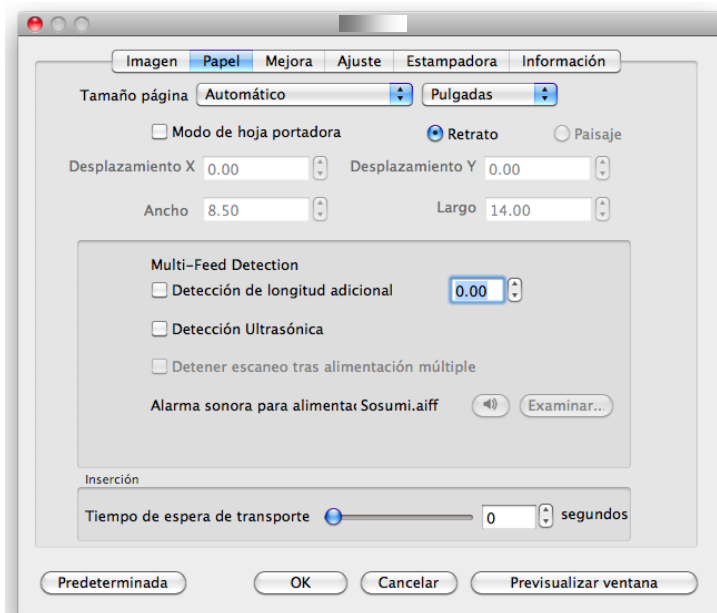 Imagen Papel Mejora Ajuste Estampadora Información
Tamaño página Automático Pulgadas
Modo de hoja portadora Retrato Paisaje
Desplazamiento X 0.00 Desplazamiento Y 0.00
Ancho 8.50 Largo 14.00
Multi-Feed Detection
Detección de longitud adicional 0.00
Detección Ultrasónica
Detener escaneo tras alimentación múltiple
Alarma sonora para alimentac Sosumi.aiff Examinar...
Inserción
Tiempo de espera de transporte 0 segundos
Predeterminada OK Cancelar Previsualizar ventana